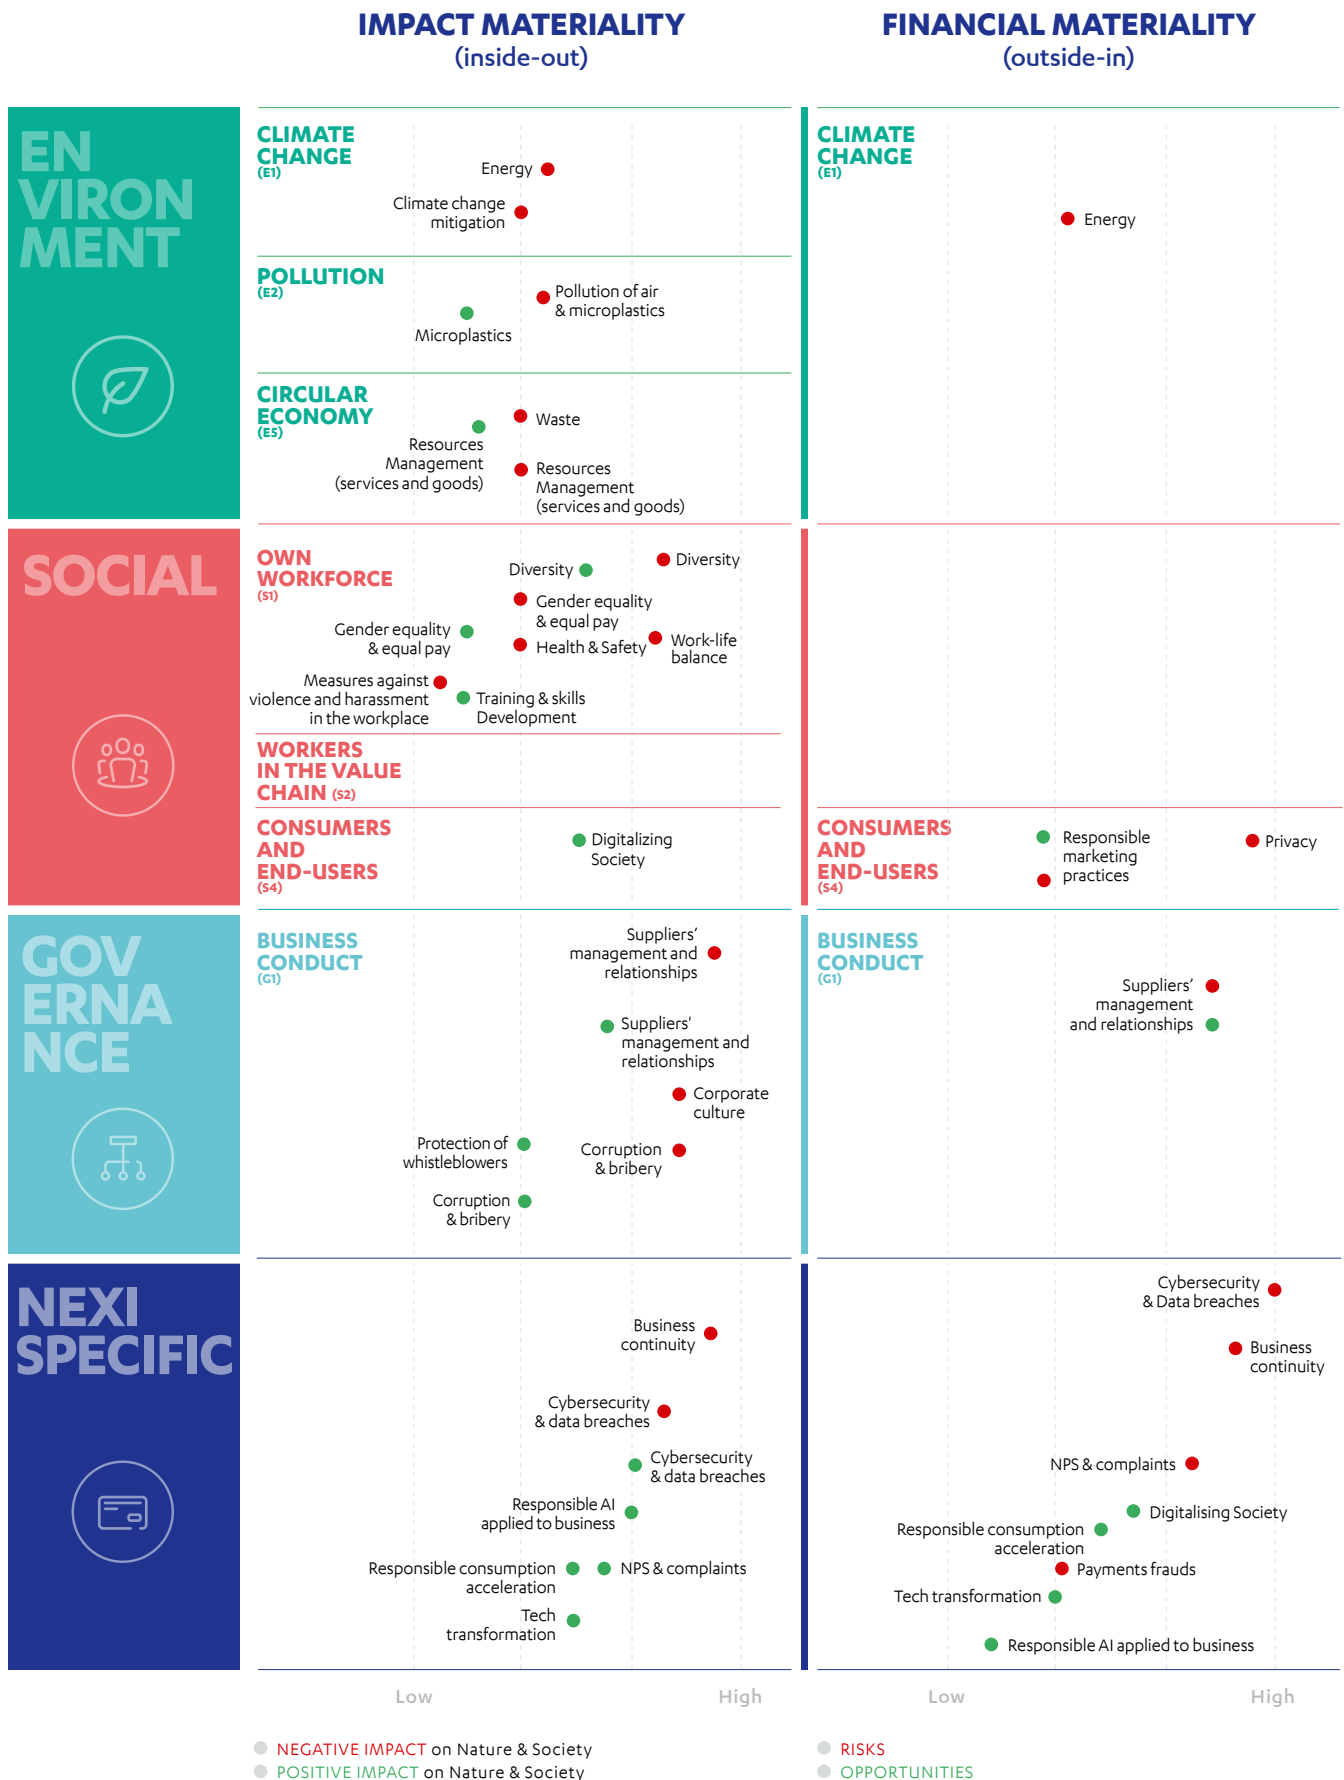 IMPACT MATERIALITY
(inside-out)
FINANCIAL MATERIALITY
(outside-in)
EN
VIRON
MENT
CLIMATE
CHANGE
(E1)
Energy
Climate change
mitigation
CLIMATE
CHANGE
(E1)
Energy
POLLUTION
(E2)
Pollution of air
& microplastics
Microplastics
CIRCULAR
ECONOMY
(E5)
Waste
Resources
Management
(services and goods)
Resources
Management
(services and goods)
SOCIAL
OWN
WORKFORCE
(S1)
Diversity
Diversity
Gender equality
& equal pay
Gender equality
& equal pay
Health & Safety
Work-life
balance
Measures against
violence and harassment
in the workplace
Training & skills
Development
WORKERS
IN THE VALUE
CHAIN (S2)
CONSUMERS
AND
END-USERS
(S4)
Digitalizing
Society
CONSUMERS
AND
END-USERS
(S4)
Responsible
marketing
practices
Privacy
GOV
ERNA
NCE
BUSINESS
CONDUCT
(G1)
Suppliers'
management and
relationships
Suppliers'
management and
relationships
Corporate
culture
Protection of
whistleblowers
Corruption
& bribery
Corruption
& bribery
BUSINESS
CONDUCT
(G1)
Suppliers'
management
and relationships
NEXI
SPECIFIC
Business
continuity
Cybersecurity
& data breaches
Cybersecurity
& data breaches
Responsible AI
applied to business
Responsible consumption
acceleration
NPS & complaints
Tech
transformation
Cybersecurity
& Data breaches
Business
continuity
NPS & complaints
Digitalising Society
Responsible consumption
acceleration
Payments frauds
Tech transformation
Responsible AI applied to business
Low
High
Low
High
NEGATIVE IMPACT on Nature & Society
POSITIVE IMPACT on Nature & Society
RISKS
OPPORTUNITIES